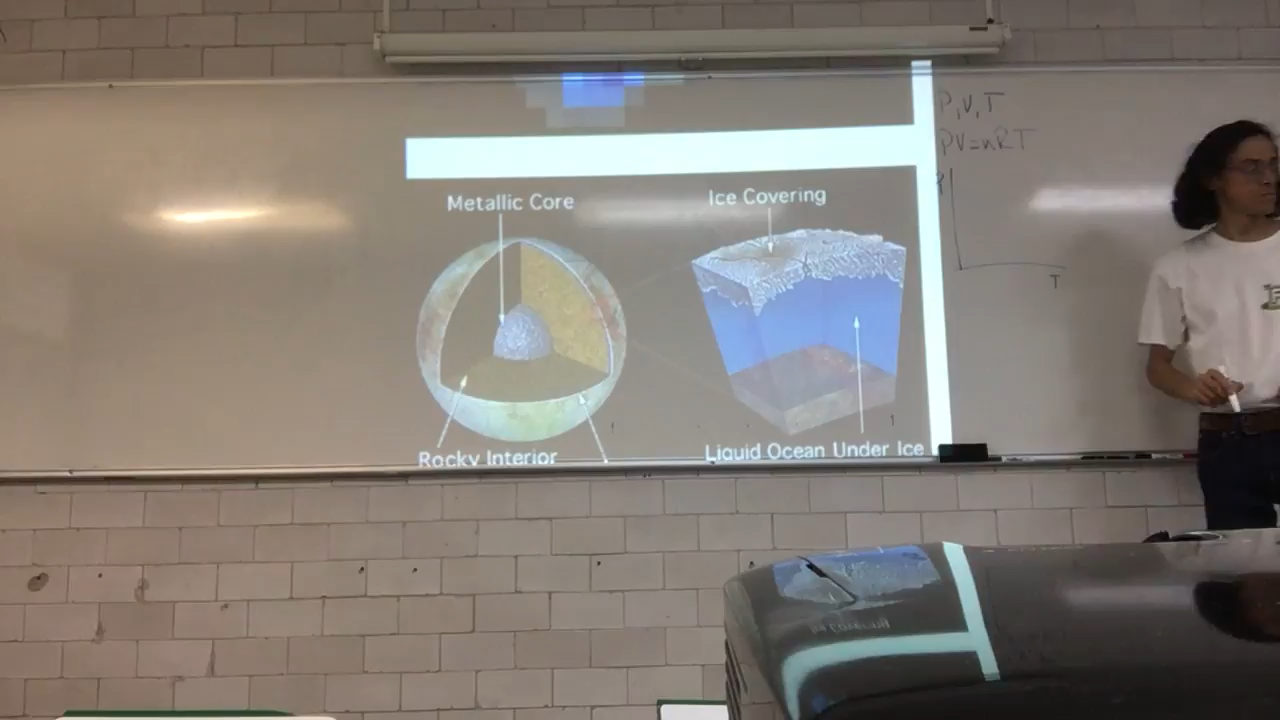 Metallic Core
Ice Covering
Rocky Interior
Liquid Ocean Under Ice
P, V, T
PV=nRT
P
T